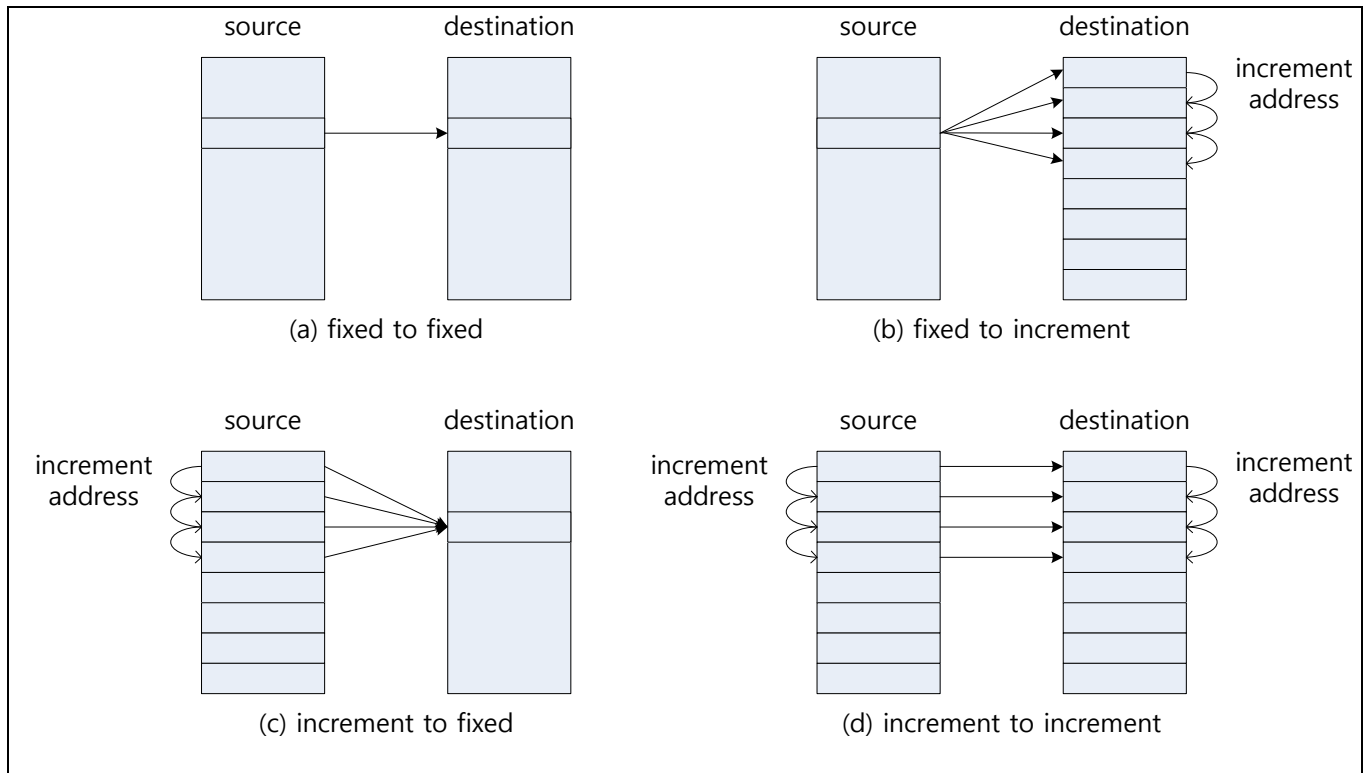 source
destination
(a) fixed to fixed
source
destination
increment
address
(b) fixed to increment
source
destination
increment
address
(c) increment to fixed
source
destination
increment
address
increment
address
(d) increment to increment